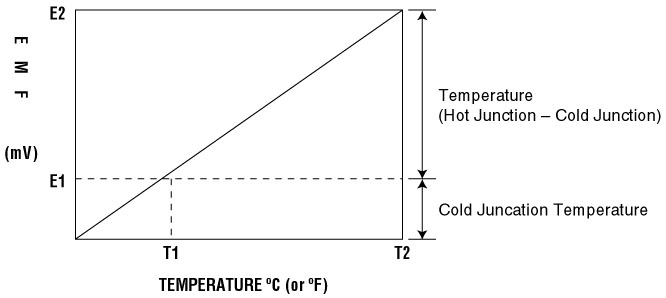 E2
E
M
F
(mV)
E1
Temperature
(Hot Junction – Cold Junction)
Cold Juncation Temperature
T1
T2
TEMPERATURE ºC (or ºF)